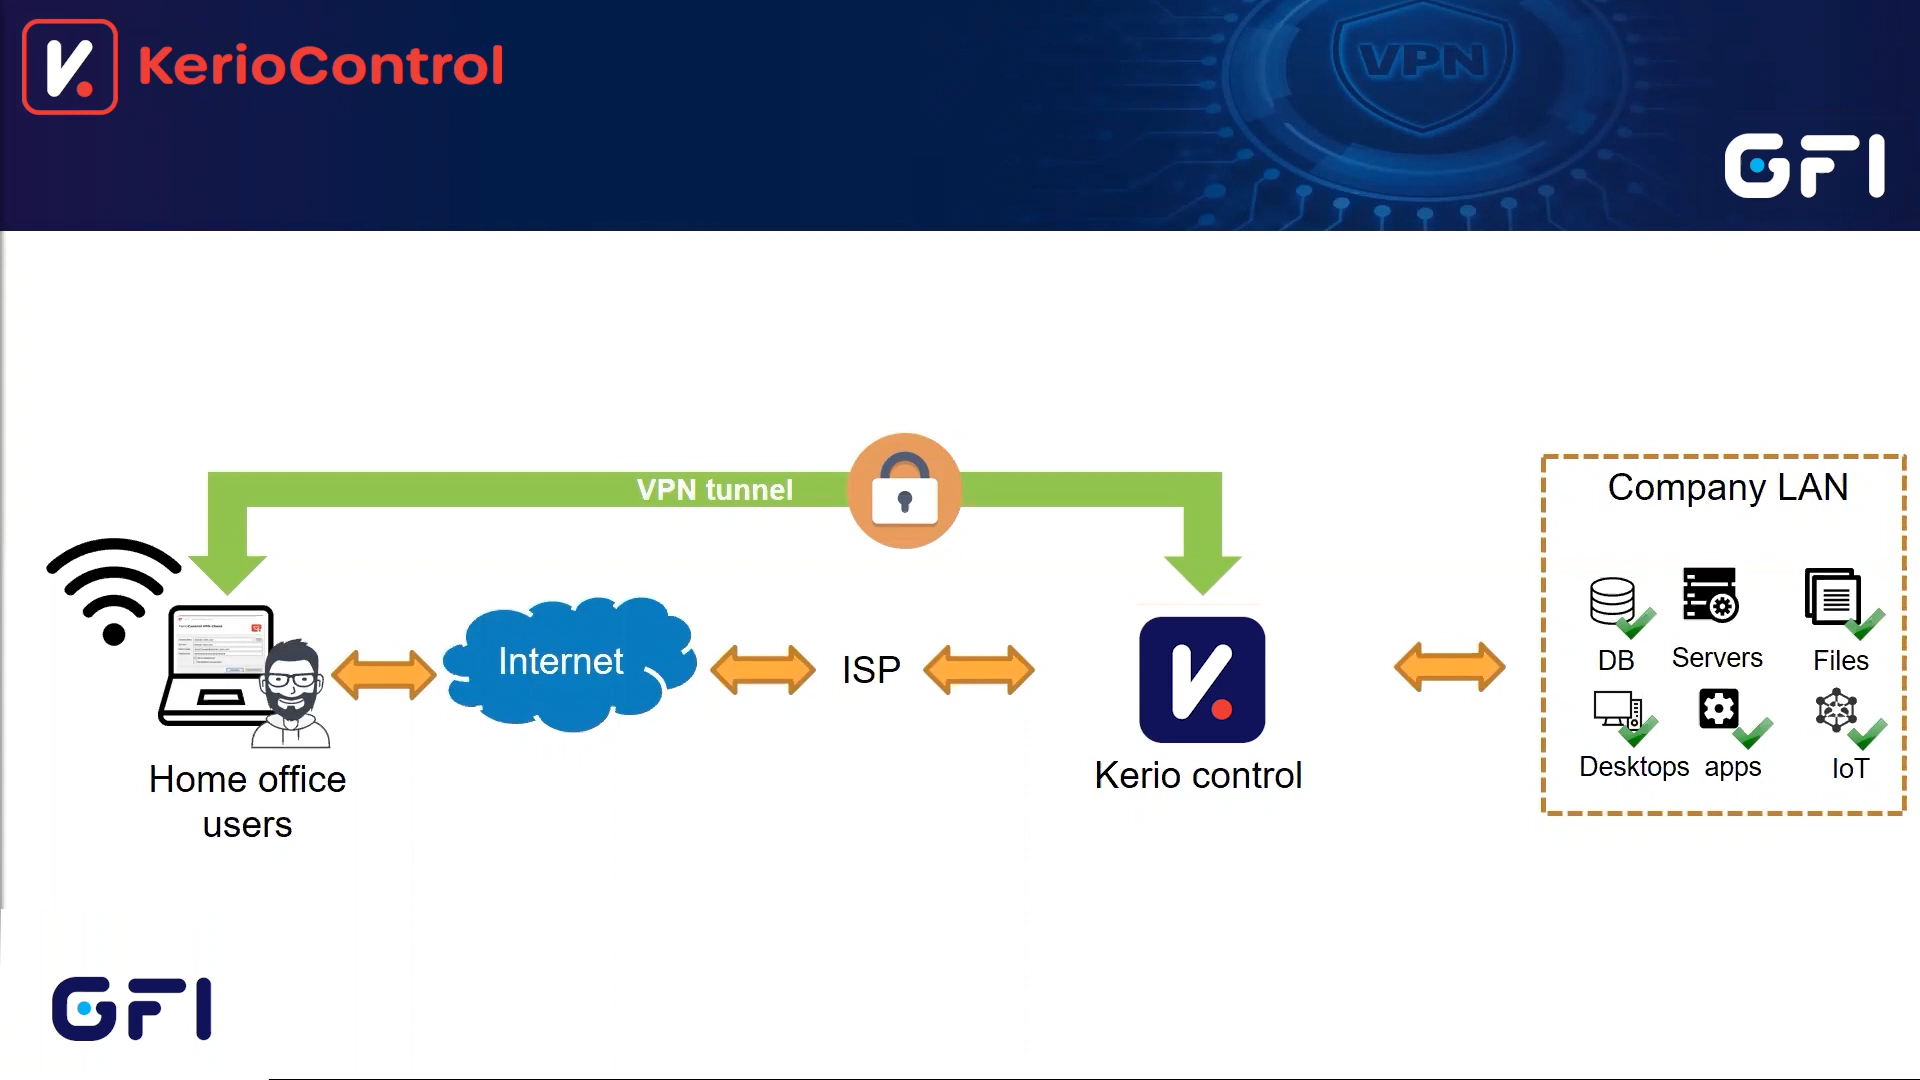 KerioControl
VPN
GFI
VPN tunnel
Company LAN
Internet
ISP
DB
Servers
Files
Desktops
apps
IoT
Home office
users
Kerio control
GFI